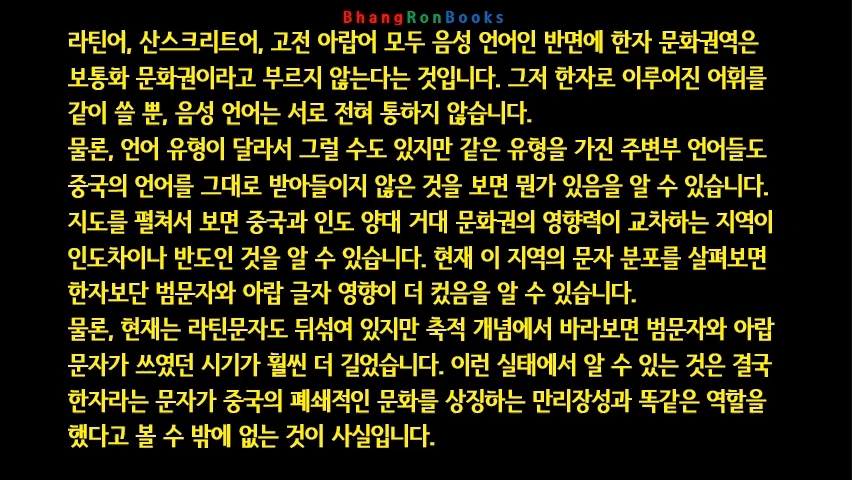 BhangRonBooks
라틴어, 산스크리트어, 고전 아랍어 모두 음성 언어인 반면에 한자 문화권역은
보통화 문화권이라고 부르지 않는다는 것입니다. 그저 한자로 이루어진 어휘를
같이 쓸 뿐, 음성 언어는 서로 전혀 통하지 않습니다.
물론, 언어 유형이 달라서 그럴 수도 있지만 같은 유형을 가진 주변부 언어들도
중국의 언어를 그대로 받아들이지 않은 것을 보면 뭔가 있음을 알 수 있습니다.
지도를 펼쳐서 보면 중국과 인도 양대 거대 문화권의 영향력이 교차하는 지역이
인도차이나 반도인 것을 알 수 있습니다. 현재 이 지역의 문자 분포를 살펴보면
한자보단 범문자와 아랍 글자 영향이 더 컸음을 알 수 있습니다.
물론, 현재는 라틴문자도 뒤섞여 있지만 축적 개념에서 바라보면 범문자와 아랍
문자가 쓰였던 시기가 훨씬 더 길었습니다. 이런 실태에서 알 수 있는 것은 결국
한자라는 문자가 중국의 폐쇄적인 문화를 상징하는 만리장성과 똑같은 역할을
했다고 볼 수 밖에 없는 것이 사실입니다.